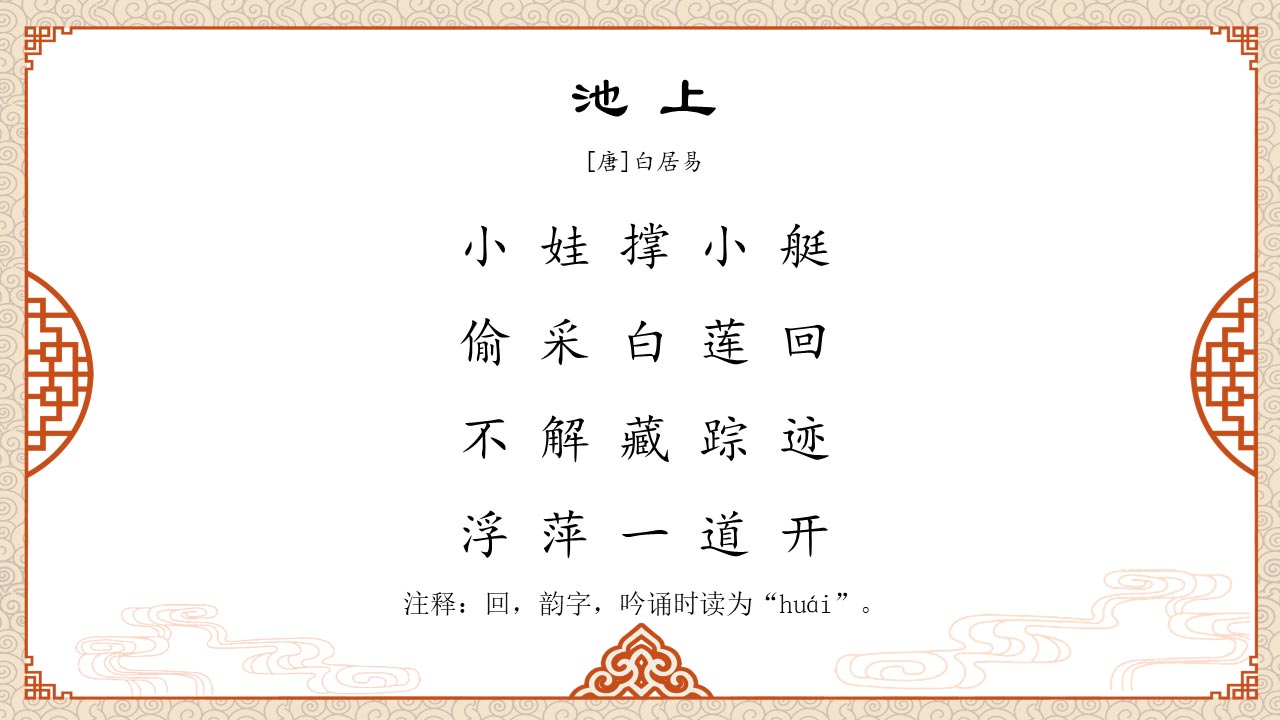 池上
[唐]白居易
小娃撑小艇
偷采白莲回
不解藏踪迹
浮萍一道开
注释：回，韵字，吟诵时读为“huái”。